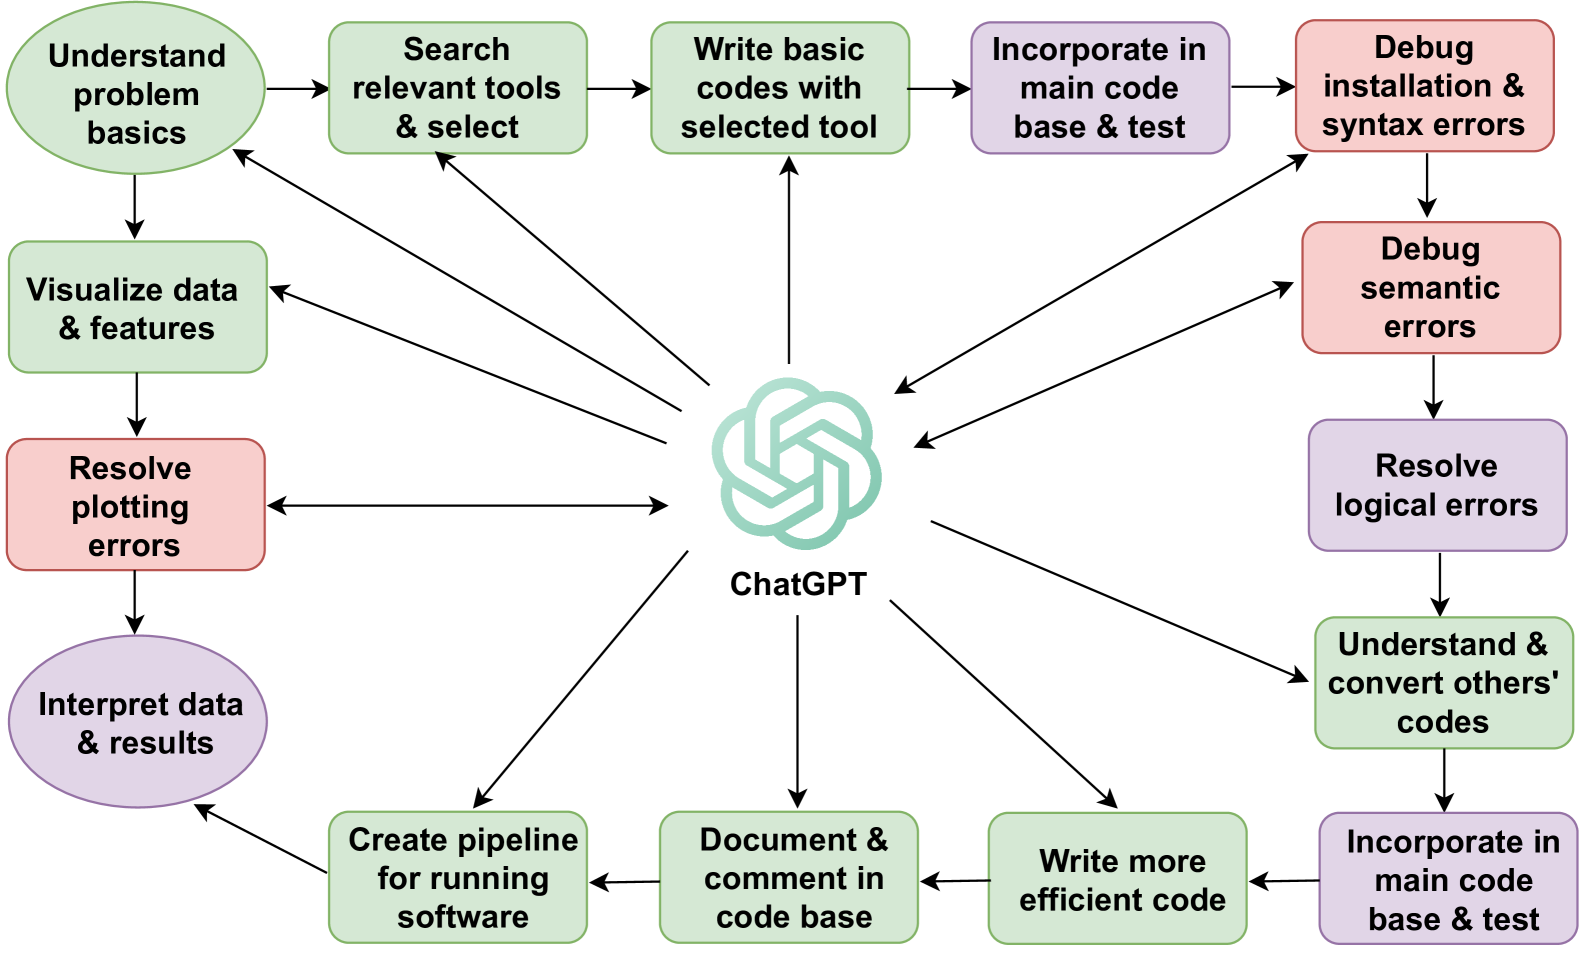 Understand
problem
basics
Search
relevant tools
& select
Write basic
codes with
selected tool
Incorporate in
main code
base & test
Debug
installation &
syntax errors
Visualize data
& features
Debug
semantic
errors
Resolve
plotting
errors
Resolve
logical errors
ChatGPT
Understand &
convert others'
codes
Interpret data
& results
Create pipeline
for running
software
Document &
comment in
code base
Write more
efficient code
Incorporate in
main code
base & test